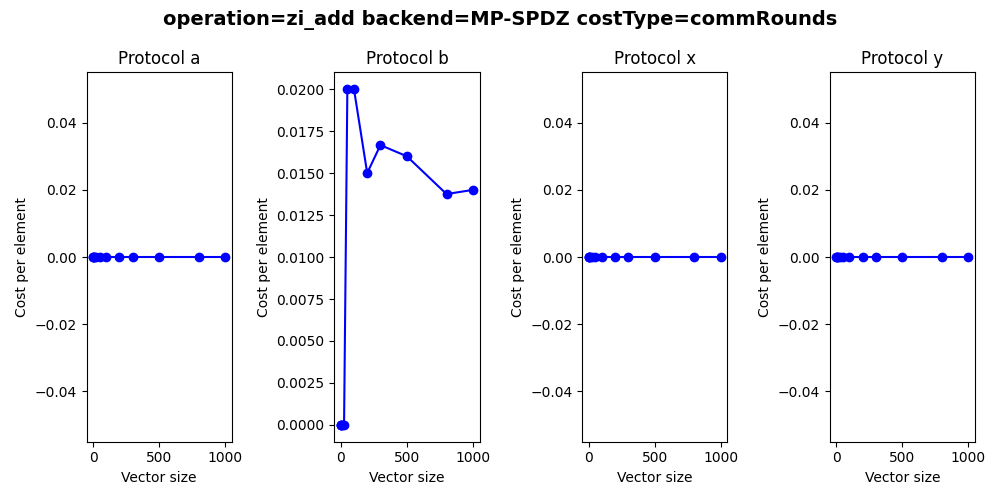 operation=zi_add backend=MP-SPDZ costType=commRounds
Protocol a
Protocol b
Protocol x
Protocol y
Cost per element
0.04
0.02
0.00
−0.02
−0.04
0
500
1000
Vector size
Cost per element
0.0200
0.0175
0.0150
0.0125
0.0100
0.0075
0.0050
0.0025
0.0000
0
500
1000
Vector size
Cost per element
0.04
0.02
0.00
−0.02
−0.04
0
500
1000
Vector size
Cost per element
0.04
0.02
0.00
−0.02
−0.04
0
500
1000
Vector size